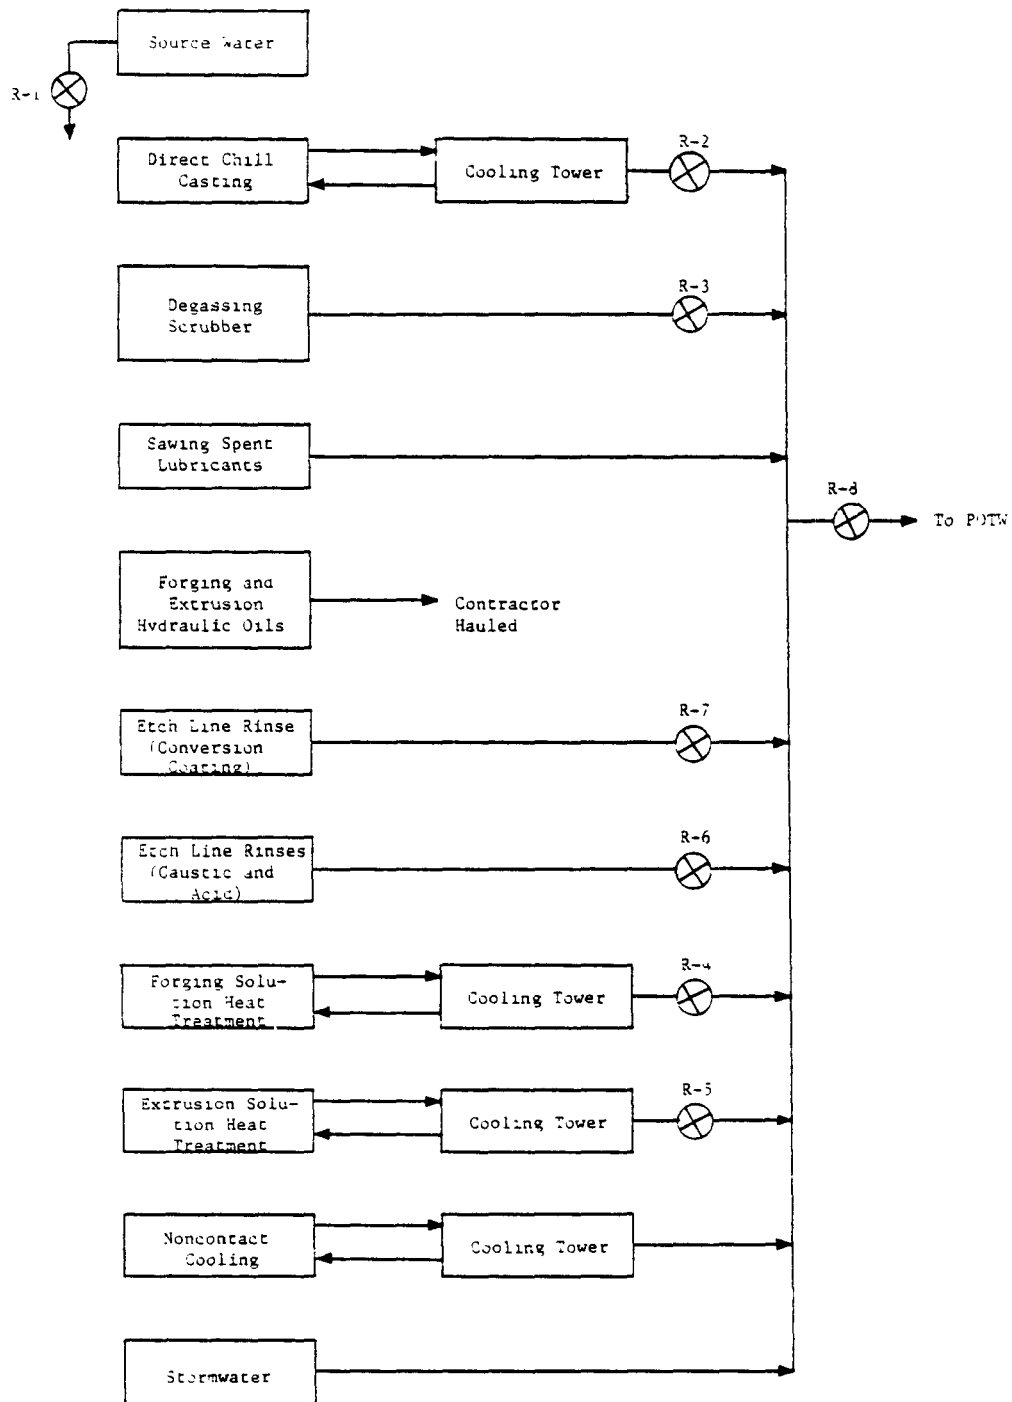 Source Water
R-1
R-2
Direct Chill
Casting
Cooling Tower
R-3
Degassing
Scrubber
Sawing Spent
Lubricants
R-8
To POTW
Forging and
Extrusion
Hydraulic Oils
Contractor
Hauled
R-7
Etch Line Rinse
(Conversion
Coating)
R-6
Etch Line Rinses
(Caustic and
Acid)
R-4
Forging Solu-
tion Heat
Treatment
Cooling Tower
R-5
Extrusion Solu-
tion Heat
Treatment
Cooling Tower
Noncontact
Cooling
Cooling Tower
Stormwater